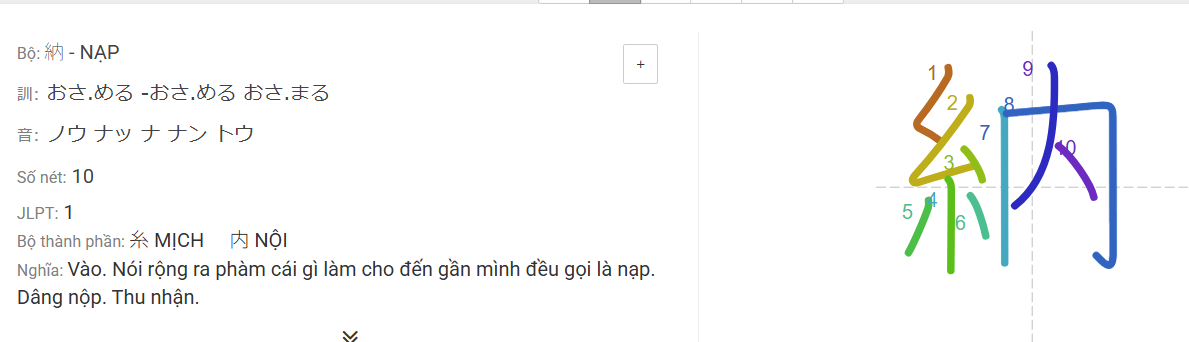 Bộ: 納 - NẠP
+
訓: おさ.める -おさ.める おさ.まる
音: ノウ ナッ ナ ナン トウ
Số nét: 10
JLPT: 1
Bộ thành phần: 糸 MỊCH 内 NỘI
Nghĩa: Vào. Nói rộng ra phàm cái gì làm cho đến gần mình đều gọi là nạp.
Dâng nộp. Thu nhận.
納
1
2
3
4
5
6
7
8
9
10